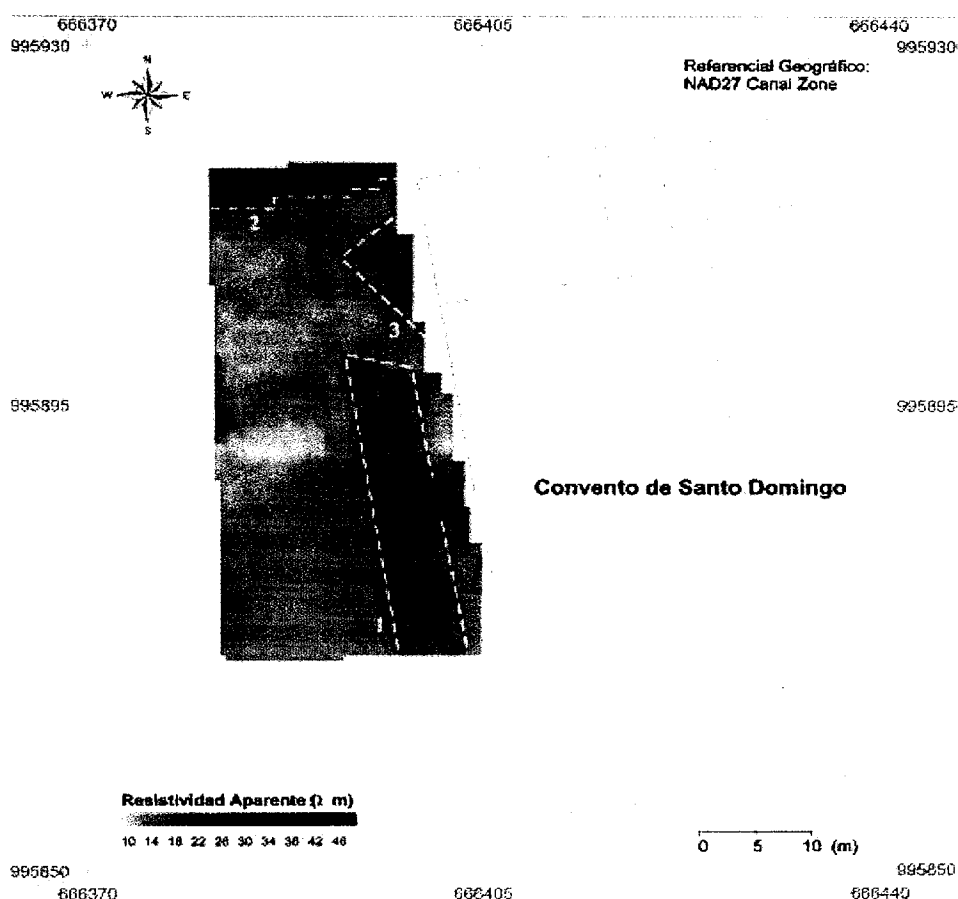 666370 666405 666440
995930 995930
N
W E
S
Referencial Geográfico:
NAD27 Canal Zone
2
3
995895 995895
Convento de Santo Domingo
1
Resistividad Aparente (Ω m)
10 14 18 22 26 30 34 38 42 46
0 5 10 (m)
995850 995850
666370 666405 666440